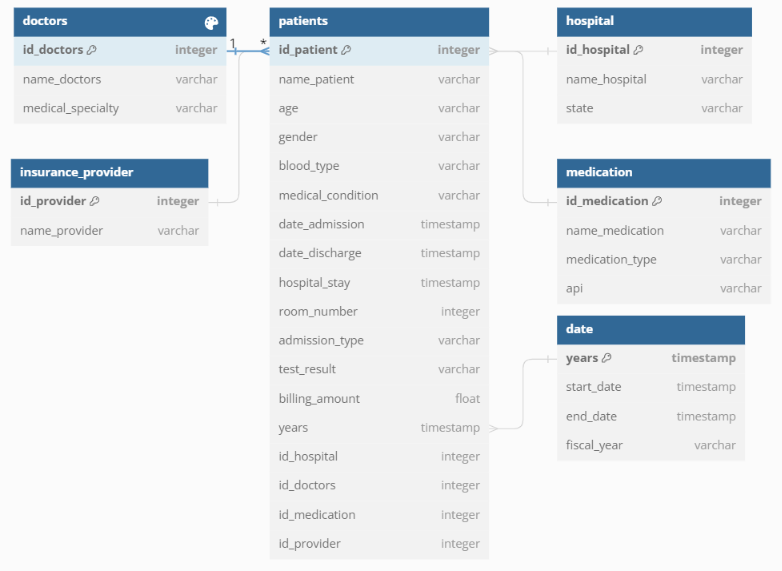 doctors
id_doctors integer
name_doctors varchar
medical_specialty varchar
1 *
insurance_provider
id_provider integer
name_provider varchar
patients
id_patient integer
name_patient varchar
age varchar
gender varchar
blood_type varchar
medical_condition varchar
date_admission timestamp
date_discharge timestamp
hospital_stay timestamp
room_number integer
admission_type varchar
test_result varchar
billing_amount float
years timestamp
id_hospital integer
id_doctors integer
id_medication integer
id_provider integer
hospital
id_hospital integer
name_hospital varchar
state varchar
medication
id_medication integer
name_medication varchar
medication_type varchar
api varchar
date
years timestamp
start_date timestamp
end_date timestamp
fiscal_year varchar